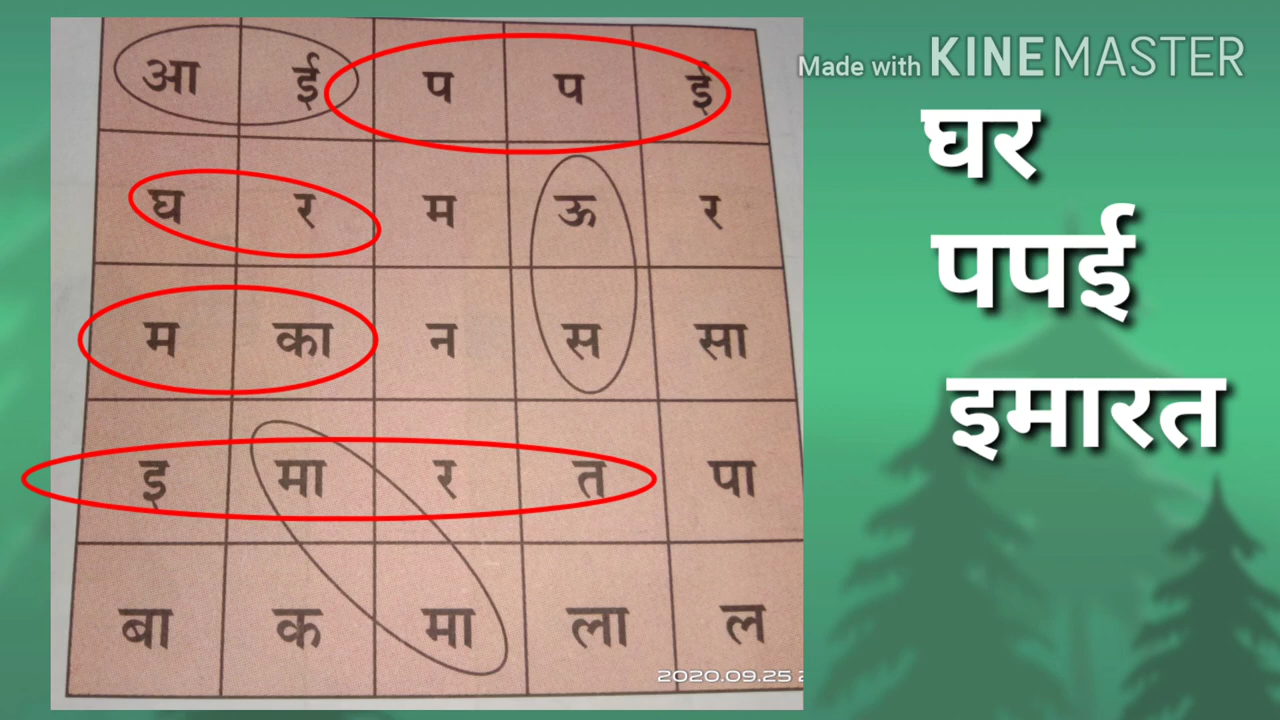 Made with KINEMASTER
आ ई प प ई
घ र म ऊ र
म का न स सा
इ मा र त पा
बा क मा ला ल
2020.09.25
घर
पपई
इमारत